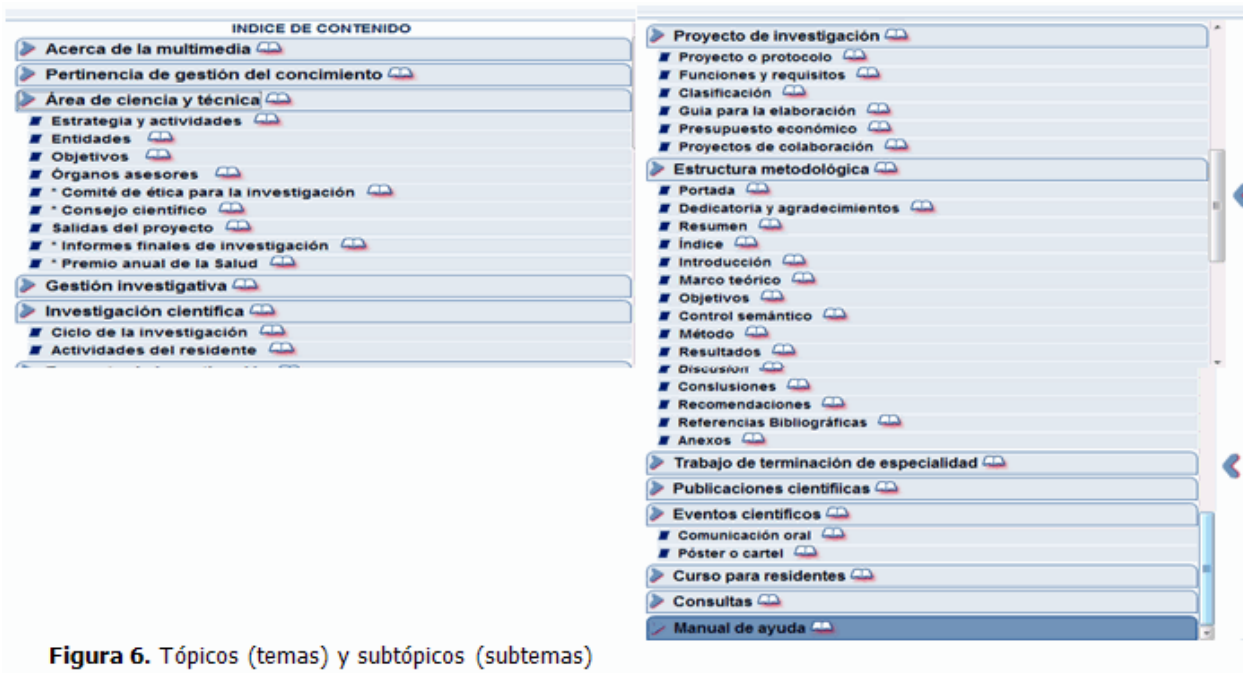 INDICE DE CONTENIDO
Acerca de la multimedia
Pertinencia de gestión del concimiento
Área de ciencia y técnica
Estrategia y actividades
Entidades
Objetivos
Órganos asesores
* Comité de ética para la investigación
* Consejo científico
Salidas del proyecto
* Informes finales de investigación
* Premio anual de la Salud
Gestión investigativa
Investigación científica
Ciclo de la investigación
Actividades del residente
Proyecto de investigación
Proyecto o protocolo
Funciones y requisitos
Clasificación
Guia para la elaboración
Presupuesto económico
Proyectos de colaboración
Estructura metodológica
Portada
Dedicatoria y agradecimientos
Resumen
Índice
Introducción
Marco teórico
Objetivos
Control semántico
Método
Resultados
Discusión
Conslusiones
Recomendaciones
Referencias Bibliográficas
Anexos
Trabajo de terminación de especialidad
Publicaciones cientifiicas
Eventos científicos
Comunicación oral
Póster o cartel
Curso para residentes
Consultas
Manual de ayuda
Figura 6. Tópicos (temas) y subtópicos (subtemas)